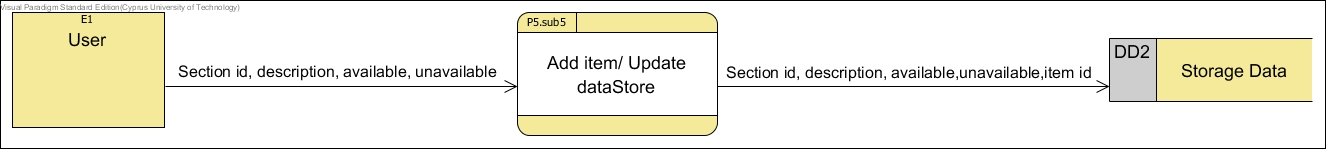 Visual Paradigm Standard Edition(Cyprus University of Technology)
E1
User
Section id, description, available, unavailable
P5.sub5
Add item/ Update
dataStore
Section id, description, available,unavailable,item id
DD2
Storage Data